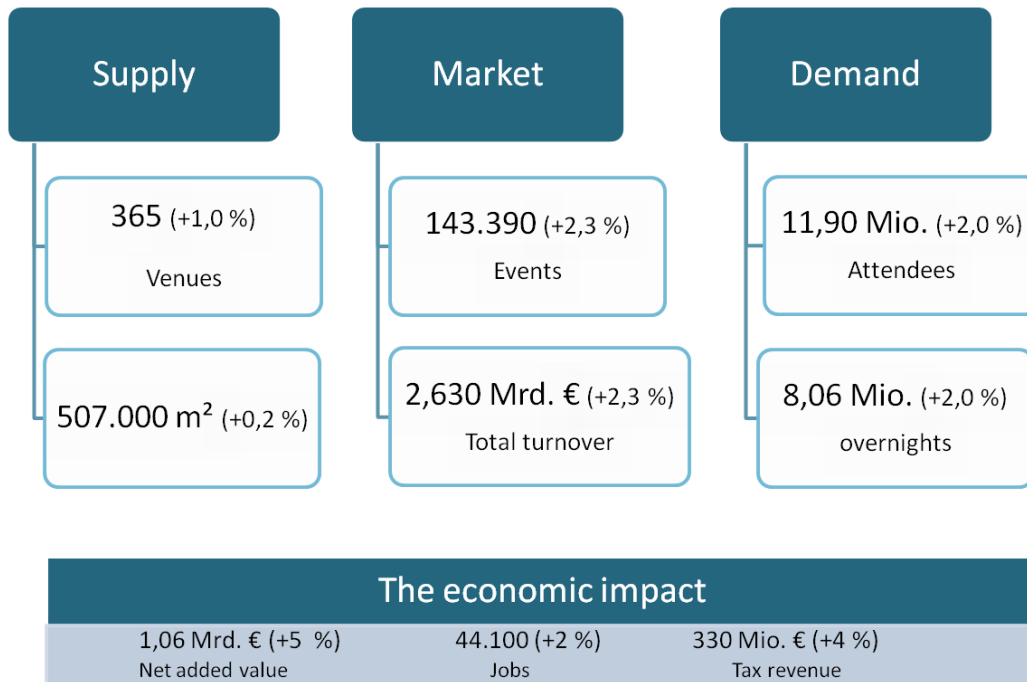 Supply
365 (+1,0 %)
Venues
507.000 m² (+0,2 %)
Market
143.390 (+2,3 %)
Events
2,630 Mrd. € (+2,3 %)
Total turnover
Demand
11,90 Mio. (+2,0 %)
Attendees
8,06 Mio. (+2,0 %)
overnights
The economic impact
1,06 Mrd. € (+5 %)
Net added value
44.100 (+2 %)
Jobs
330 Mio. € (+4 %)
Tax revenue